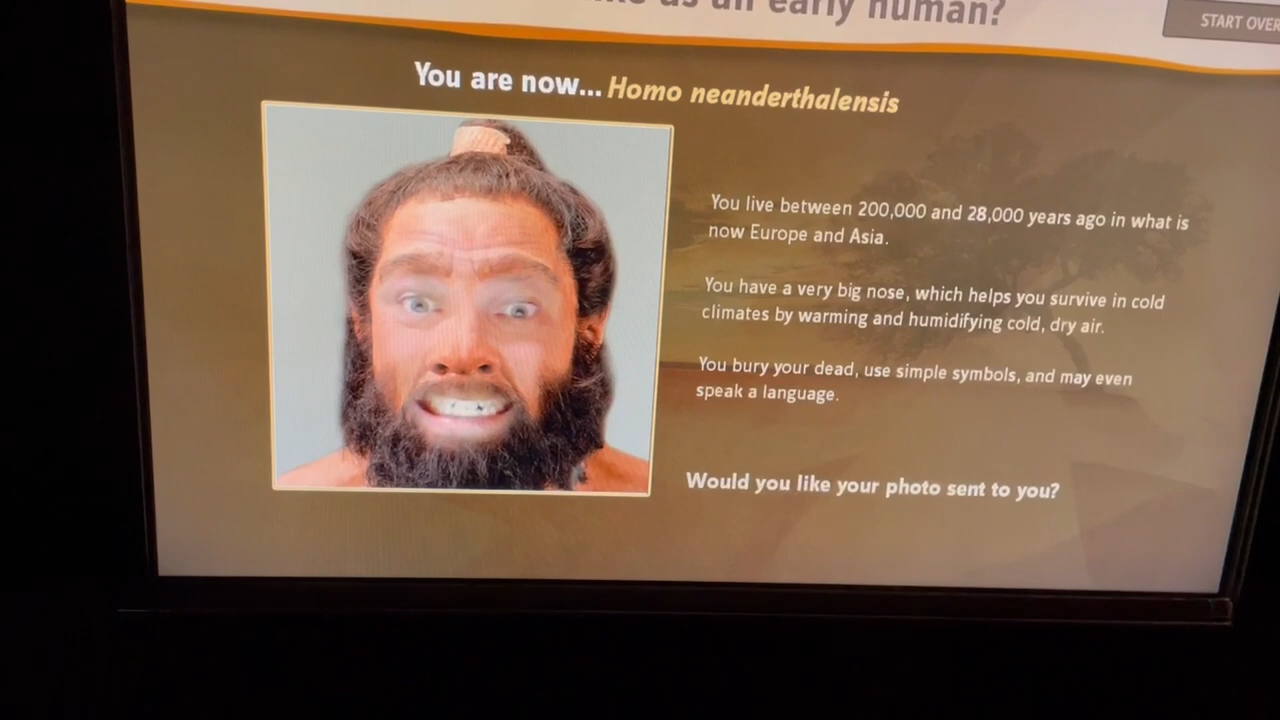 us an early human?
START OVER
You are now... Homo neanderthalensis
You live between 200,000 and 28,000 years ago in what is
now Europe and Asia.
You have a very big nose, which helps you survive in cold
climates by warming and humidifying cold, dry air.
You bury your dead, use simple symbols, and may even
speak a language.
Would you like your photo sent to you?